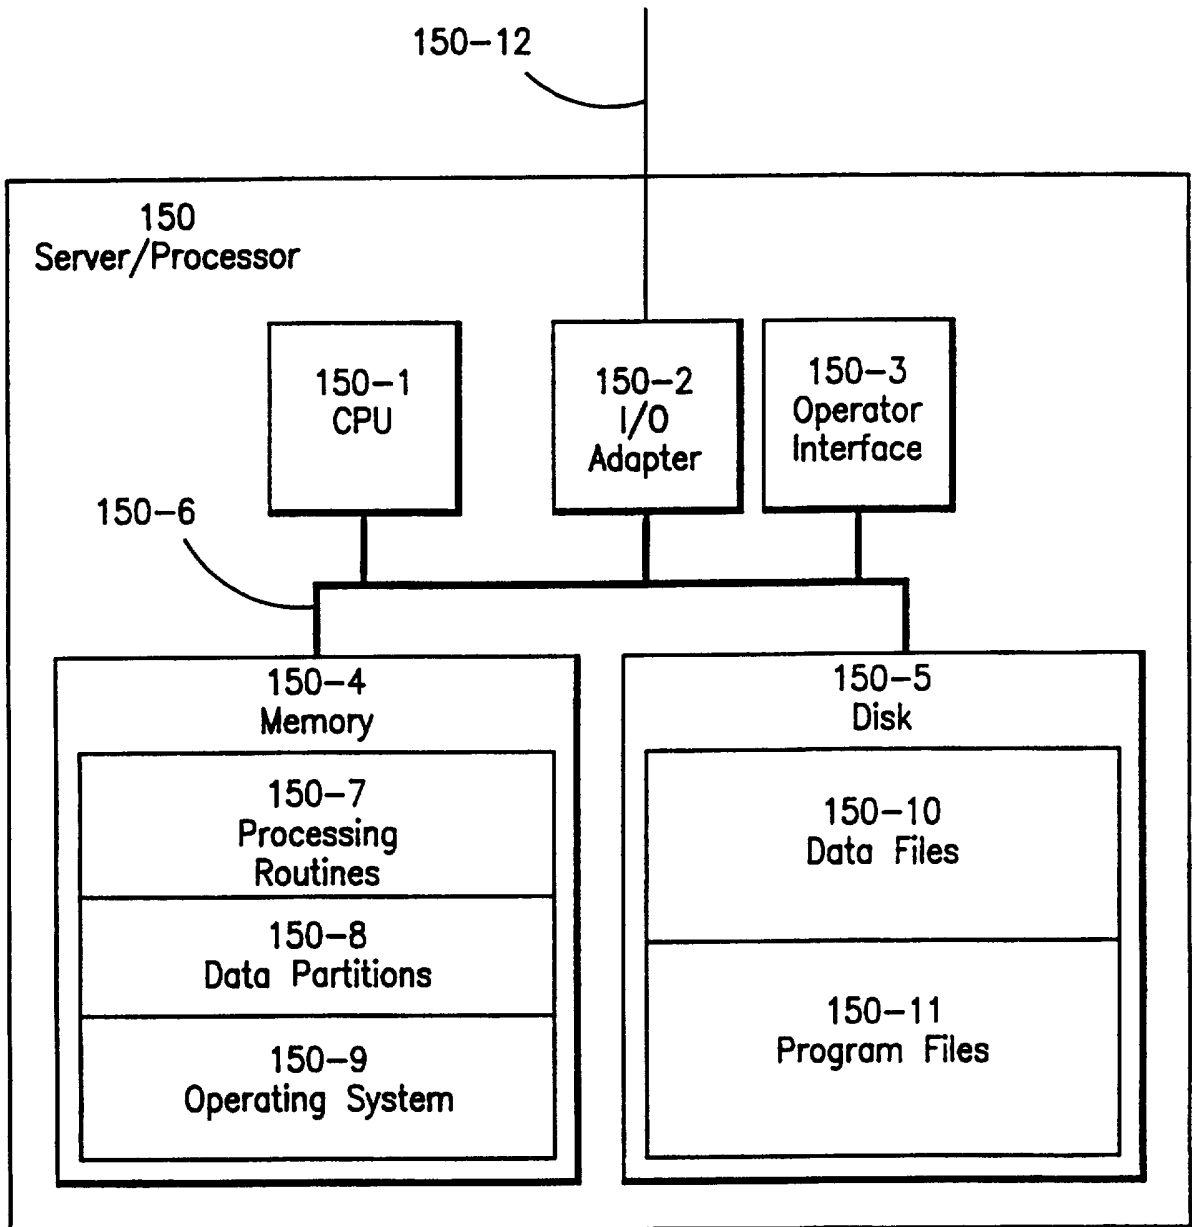 150-12
150
Server/Processor
150-1
CPU
150-2
I/O
Adapter
150-3
Operator
Interface
150-6
150-4
Memory
150-7
Processing
Routines
150-8
Data Partitions
150-9
Operating System
150-5
Disk
150-10
Data Files
150-11
Program Files